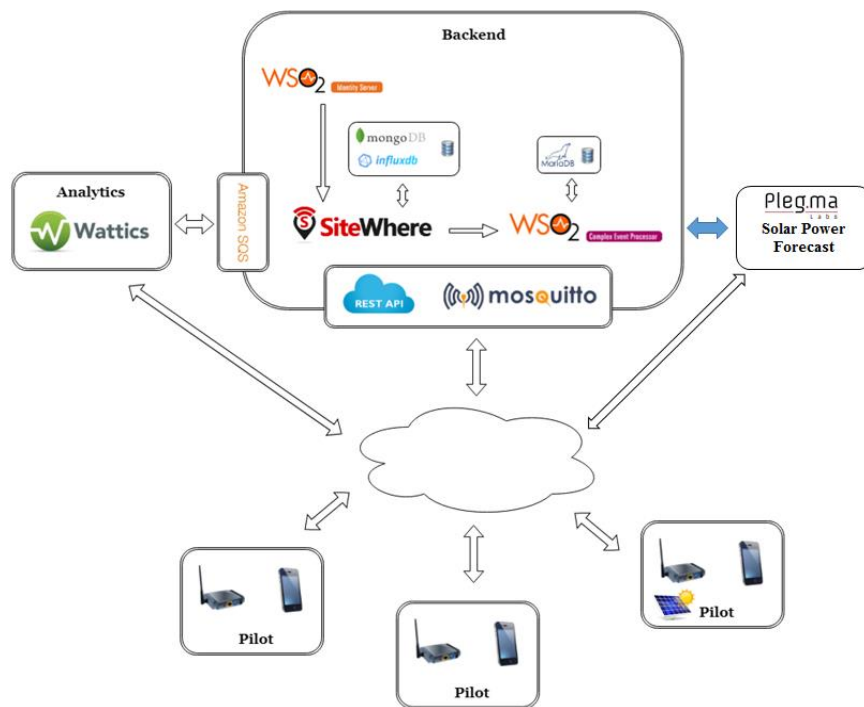 Backend
WSO2
Identity Server
mongoDB
influxdb
MariaDB
Analytics
Wattics
Amazon SQS
SiteWhere
WSO2
Complex Event Processor
Pleg.ma
Labs
Solar Power
Forecast
REST API
mosquitto
Pilot
Pilot
Pilot